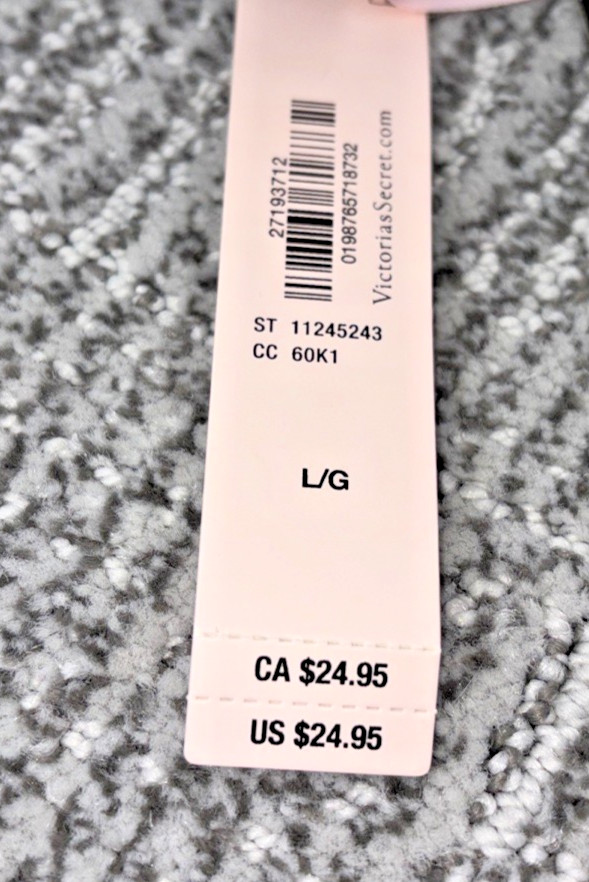 27193712
0198765718732
VictoriasSecret.com
ST 11245243
CC 60K1
L/G
CA $24.95
US $24.95